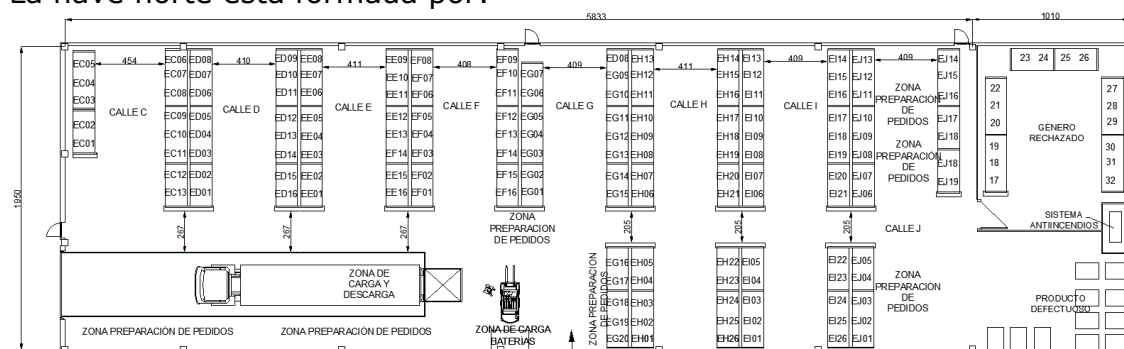 La nave norte está formada por:
5833
1010
1950
EC05
EC04
EC03
EC02
EC01
454
CALLE C
EC06 ED08
EC07 ED07
EC08 ED06
EC09 ED05
EC10 ED04
EC11 ED03
EC12 ED02
EC13 ED01
267
410
CALLE D
ED09 EE08
ED10 EE07
ED11 EE06
ED12 EE05
ED13 EE04
ED14 EE03
ED15 EE02
ED16 EE01
267
411
CALLE E
EE09 EF08
EE10 EF07
EE11 EF06
EE12 EF05
EE13 EF04
EF14 EF03
EE15 EF02
EE16 EF01
267
408
CALLE F
EF09
EF10 EG07
EF11 EG06
EF12 EG05
EF13 EG04
EF14 EG03
EF15 EG02
EF16 EG01
ZONA
PREPARACION
DE PEDIDOS
409
CALLE G
ED08 EH13
EG09 EH12
EG10 EH11
EG11 EH10
EG12 EH09
EG13 EH08
EG14 EH07
EG15 EH06
205
411
CALLE H
EH14 EI13
EH15 EI12
EH16 EI11
EH17 EI10
EH18 EI09
EH19 EI08
EH20 EI07
EH21 EI06
205
409
CALLE I
EI14 EJ13
EI15 EJ12
EI16 EJ11
EI17 EJ10
EI18 EJ09
EI19 EJ08
EI20 EJ07
EI21 EJ06
205
409
ZONA
PREPARACIÓN
DE
PEDIDOS
ZONA
PREPARACIÓN
DE
PEDIDOS
EJ14
EJ15
EJ16
EJ17
EJ18
EJ18
EJ19
CALLE J
23 24 25 26
22
21
20
19
18
17
GÉNERO
RECHAZADO
27
28
29
30
31
32
SISTEMA
ANTIINCENDIOS
ZONA DE
CARGA Y
DESCARGA
ZONA PREPARACIÓN DE PEDIDOS
ZONA PREPARACIÓN DE PEDIDOS
ZONA DE CARGA
BATERIAS
ZONA PREPARACION
DE PEDIDOS
EG16 EH05
EG17 EH04
EG18 EH03
EG19 EH02
EG20 EH01
EH22 EI05
EH23 EI04
EH24 EI03
EH25 EI02
EH26 EI01
EI22 EJ05
EI23 EJ04
EI24 EJ03
EI25 EJ02
EI26 EJ01
ZONA
PREPARACIÓN
DE
PEDIDOS
PRODUCTO
DEFECTUOSO